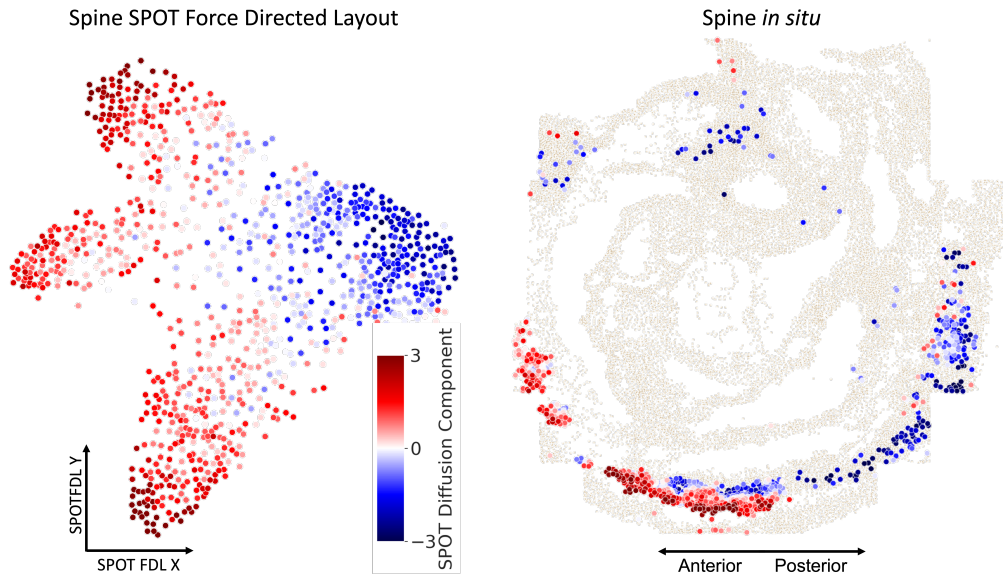 Spine SPOT Force Directed Layout
Spine in situ
3
0
−3
SPOT Diffusion Component
SPOTFDL Y
SPOT FDL X
Anterior
Posterior